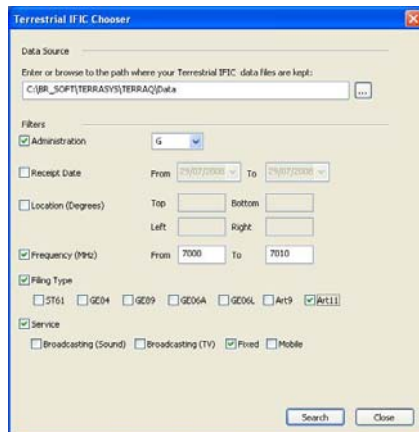 Terrestrial IFIC Chooser
Data Source
Enter or browse to the path where your Terrestrial IFIC data files are kept:
C:\BR_SOFT\TERRASYS\TERRAQ\Data ...
Filters
Administration G
Receipt Date From 29/07/2008 To 29/07/2008
Location (Degrees) Top Bottom
Left Right
Frequency (MHz) From 7000 To 7010
Filing Type
ST61 GE84 GE89 GE06A GE06L Art9 Art11
Service
Broadcasting (Sound) Broadcasting (TV) Fixed Mobile
Search Close